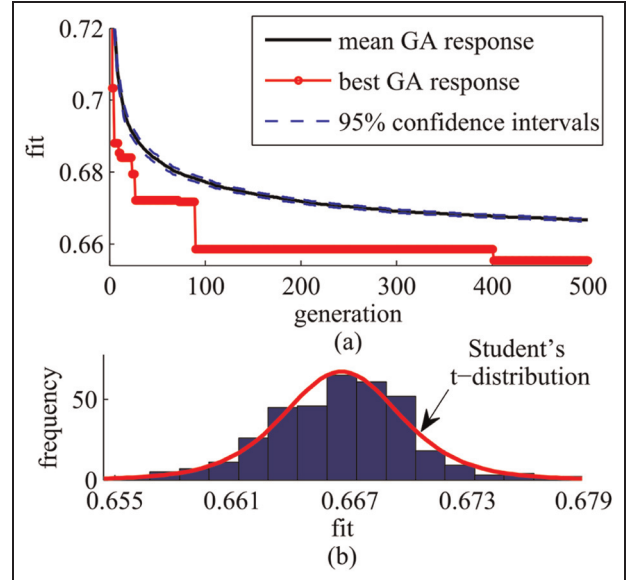 0.72
0.7
0.68
0.66
fit
mean GA response
best GA response
95% confidence intervals
0
100
200
300
400
500
generation
(a)
Student's
t−distribution
50
0
frequency
0.655
0.661
0.667
0.673
0.679
fit
(b)